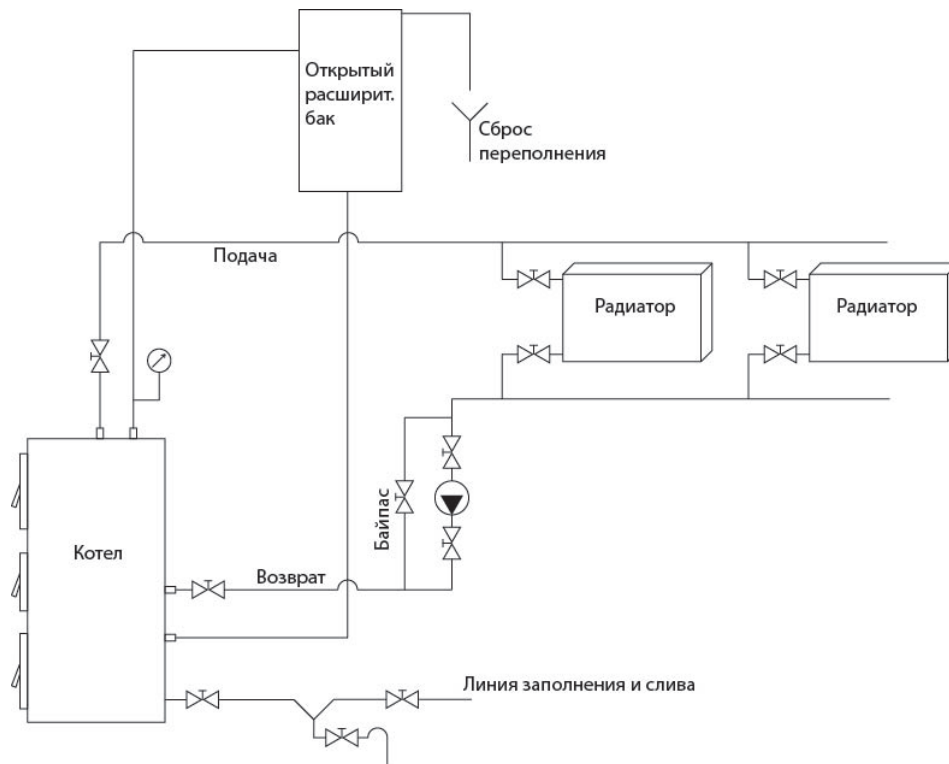 Открытый
расширит.
бак
Сброс
переполнения
Подача
Радиатор
Радиатор
Байпас
Котел
Возврат
Линия заполнения и слива